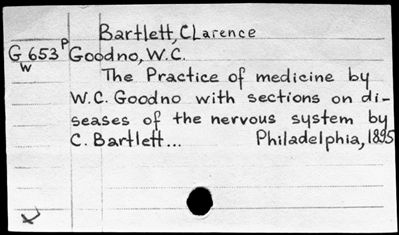 Bartlett, Clarence
G 653 P Goodno, W.C.
W
The Practice of medicine by
W.C. Goodno with sections on di-
seases of the nervous system by
C. Bartlett... Philadelphia, 1895